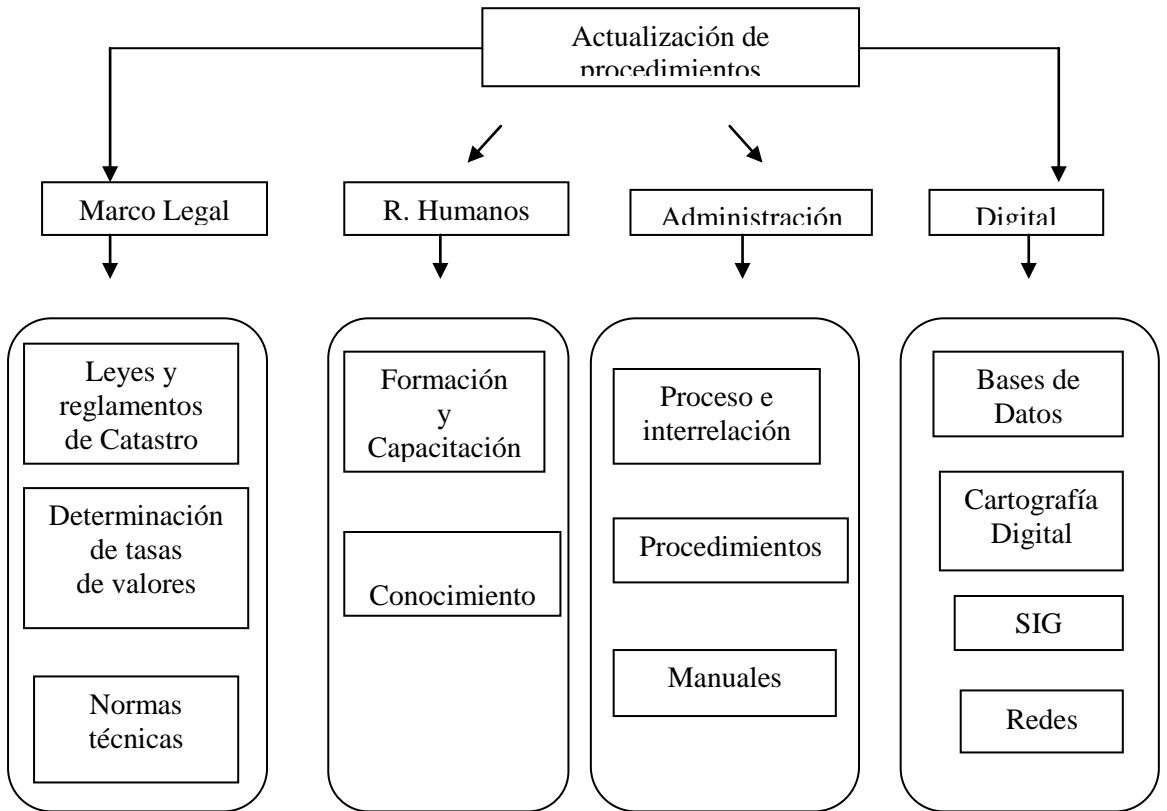 Actualización de
procedimientos
Marco Legal
R. Humanos
Administración
Digital
Leyes y
reglamentos
de Catastro
Determinación
de tasas
de valores
Normas
técnicas
Formación
y
Capacitación
Conocimiento
Proceso e
interrelación
Procedimientos
Manuales
Bases de
Datos
Cartografía
Digital
SIG
Redes